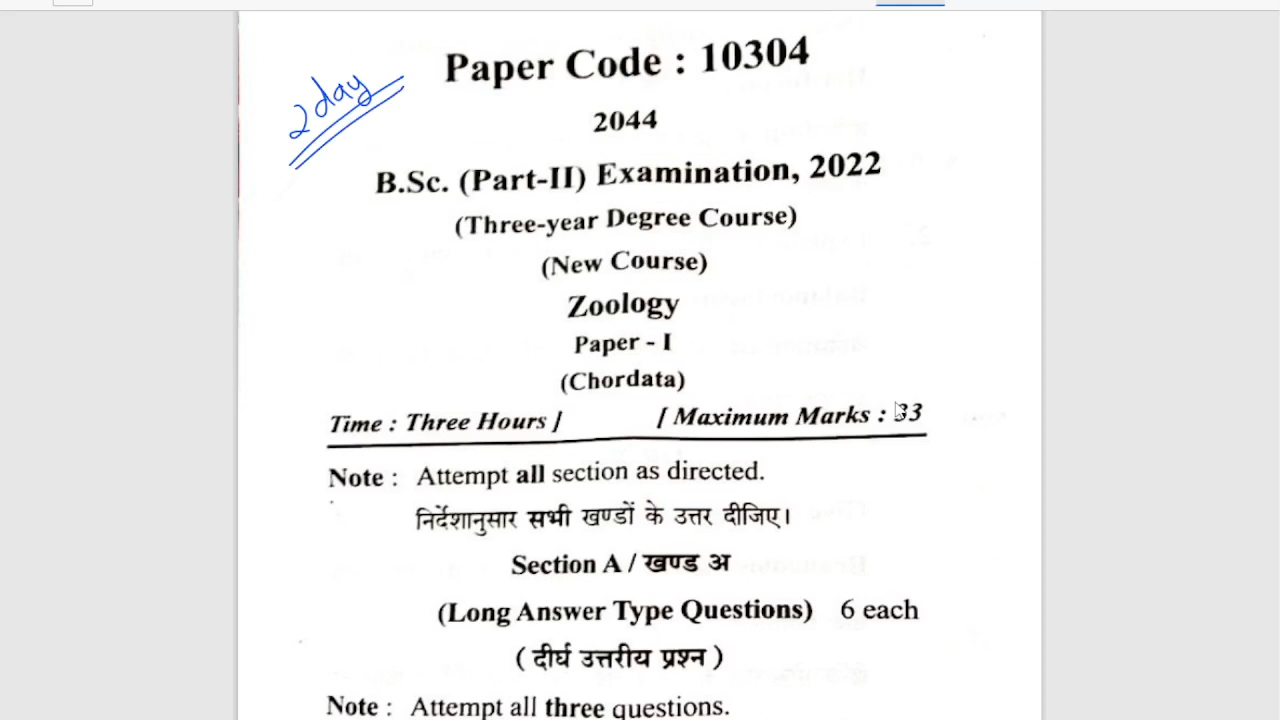 2 day
Paper Code : 10304
2044
B.Sc. (Part-II) Examination, 2022
(Three-year Degree Course)
(New Course)
Zoology
Paper - I
(Chordata)
Time : Three Hours ] [ Maximum Marks : 33
Note : Attempt all section as directed.
निर्देशानुसार सभी खण्डों के उत्तर दीजिए।
Section A / खण्ड अ
(Long Answer Type Questions) 6 each
( दीर्घ उत्तरीय प्रश्न )
Note : Attempt all three questions.